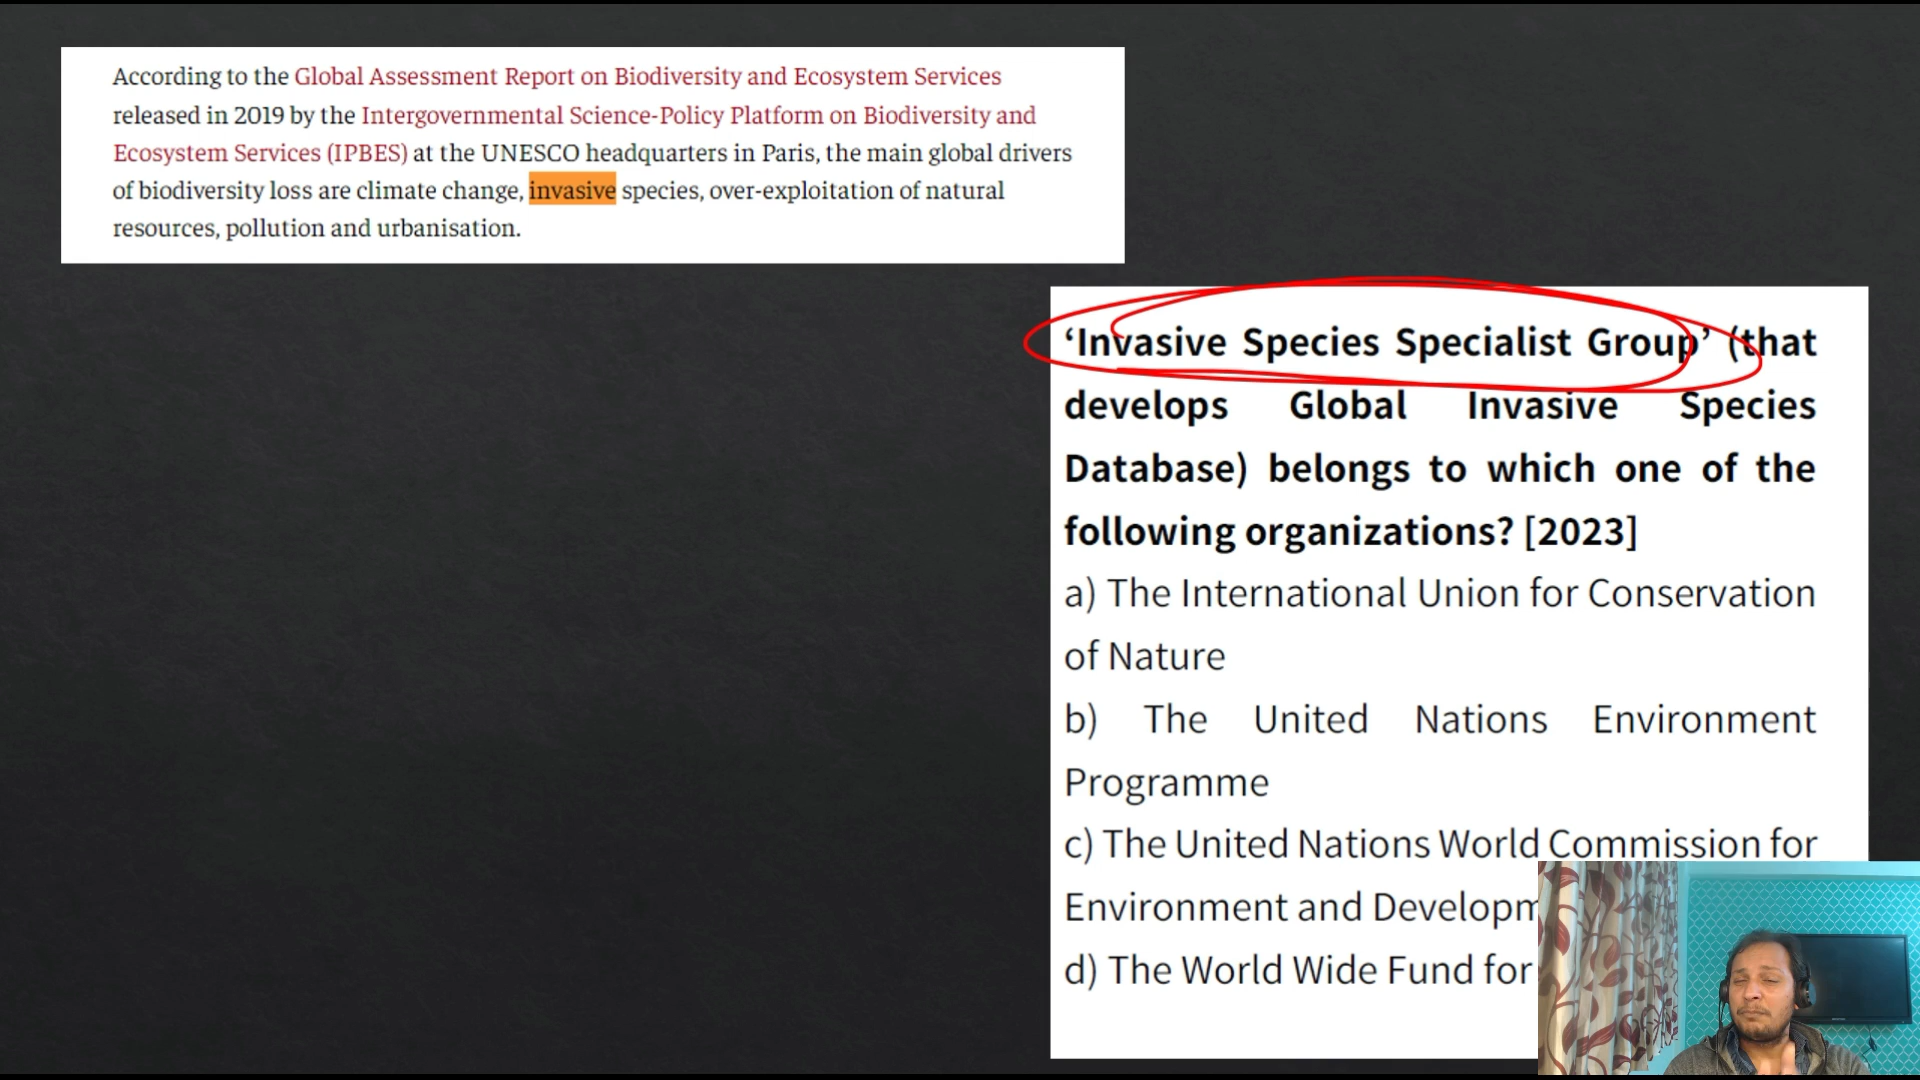 According to the Global Assessment Report on Biodiversity and Ecosystem Services
released in 2019 by the Intergovernmental Science-Policy Platform on Biodiversity and
Ecosystem Services (IPBES) at the UNESCO headquarters in Paris, the main global drivers
of biodiversity loss are climate change, invasive species, over-exploitation of natural
resources, pollution and urbanisation.
‘Invasive Species Specialist Group’ (that
develops Global Invasive Species
Database) belongs to which one of the
following organizations? [2023]
a) The International Union for Conservation
of Nature
b) The United Nations Environment
Programme
c) The United Nations World Commission for
Environment and Developm
d) The World Wide Fund for